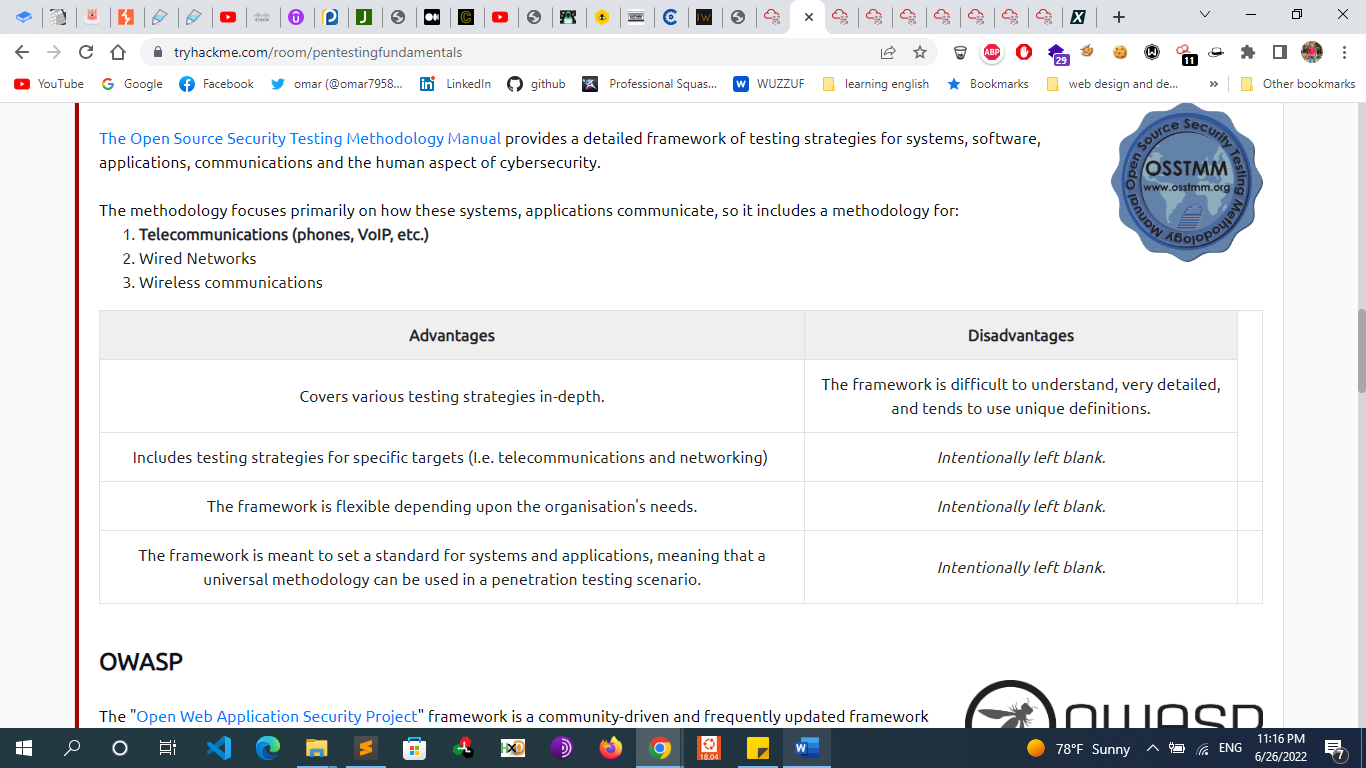 tryhackme.com/room/pentestingfundamentals
ABP
29
11
YouTube
Google
Facebook
omar (@omar7958...
LinkedIn
github
Professional Squas...
WUZZUF
learning english
Bookmarks
web design and de...
»
Other bookmarks
The Open Source Security Testing Methodology Manual provides a detailed framework of testing strategies for systems, software,
applications, communications and the human aspect of cybersecurity.
Open Source Security Testing Methodology Manual
OSSTMM
www.osstmm.org
The methodology focuses primarily on how these systems, applications communicate, so it includes a methodology for:
1. Telecommunications (phones, VoIP, etc.)
2. Wired Networks
3. Wireless communications
Advantages
Disadvantages
Covers various testing strategies in-depth.
The framework is difficult to understand, very detailed,
and tends to use unique definitions.
Includes testing strategies for specific targets (I.e. telecommunications and networking)
Intentionally left blank.
The framework is flexible depending upon the organisation's needs.
Intentionally left blank.
The framework is meant to set a standard for systems and applications, meaning that a
universal methodology can be used in a penetration testing scenario.
Intentionally left blank.
OWASP
The "Open Web Application Security Project" framework is a community-driven and frequently updated framework
OWASP
18.04
78°F Sunny
ENG
11:16 PM
6/26/2022
7